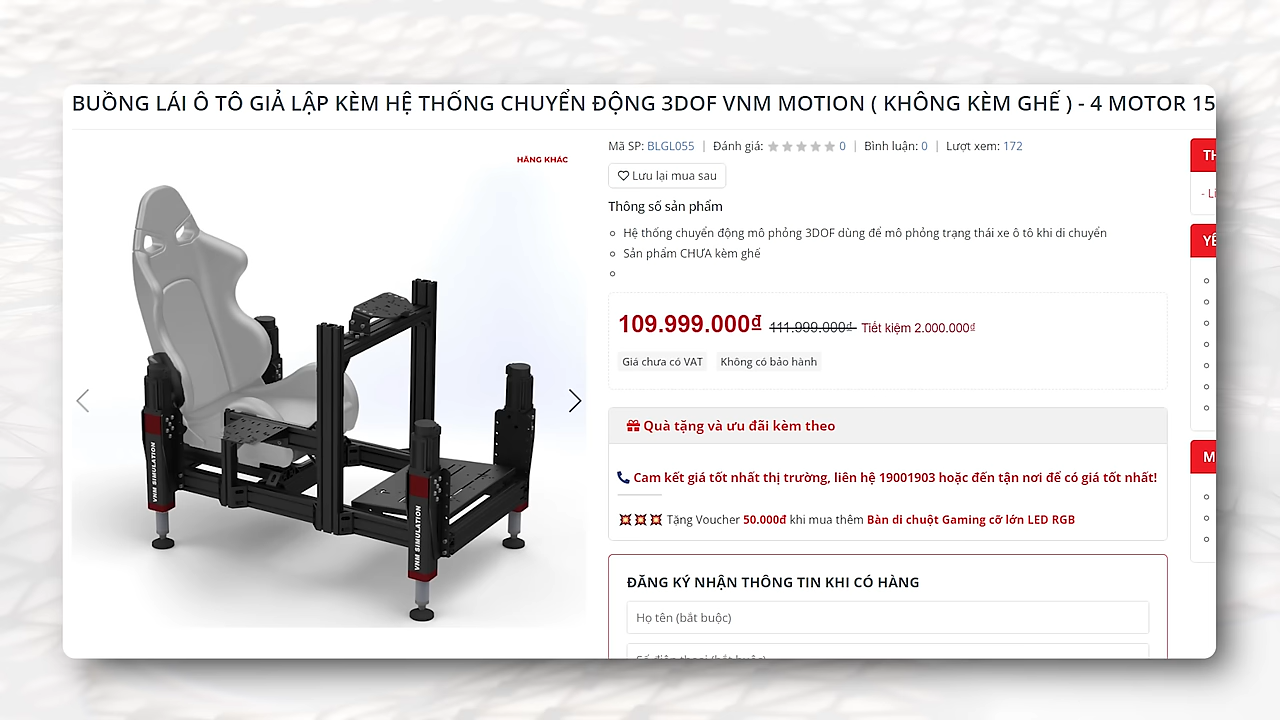 BUỒNG LÁI Ô TÔ GIẢ LẬP KÈM HỆ THỐNG CHUYỂN ĐỘNG 3DOF VNM MOTION ( KHÔNG KÈM GHẾ ) - 4 MOTOR 15
HÃNG KHÁC
Mã SP: BLGL055 | Đánh giá: ★★★★★ 0 | Bình luận: 0 | Lượt xem: 172
Lưu lại mua sau
Thông số sản phẩm
Hệ thống chuyển động mô phỏng 3DOF dùng để mô phỏng trạng thái xe ô tô khi di chuyển
Sản phẩm CHƯA kèm ghế
109.999.000₫ 111.999.000₫ Tiết kiệm 2.000.000₫
Giá chưa có VAT Không có bảo hành
Quà tặng và ưu đãi kèm theo
Cam kết giá tốt nhất thị trường, liên hệ 19001903 hoặc đến tận nơi để có giá tốt nhất!
💥💥💥 Tặng Voucher 50.000đ khi mua thêm Bàn di chuột Gaming cỡ lớn LED RGB
ĐĂNG KÝ NHẬN THÔNG TIN KHI CÓ HÀNG
Họ tên (bắt buộc)
VNM SIMULATION
VNM SIMULATION
TH
- Li
YÊ
M